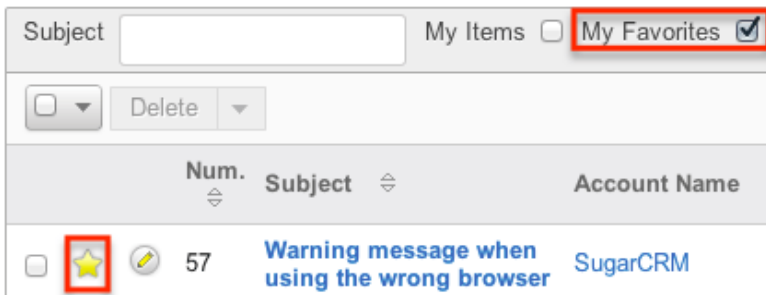 Subject My Items My Favorites
Delete
Num. Subject Account Name
57 Warning message when using the wrong browser SugarCRM